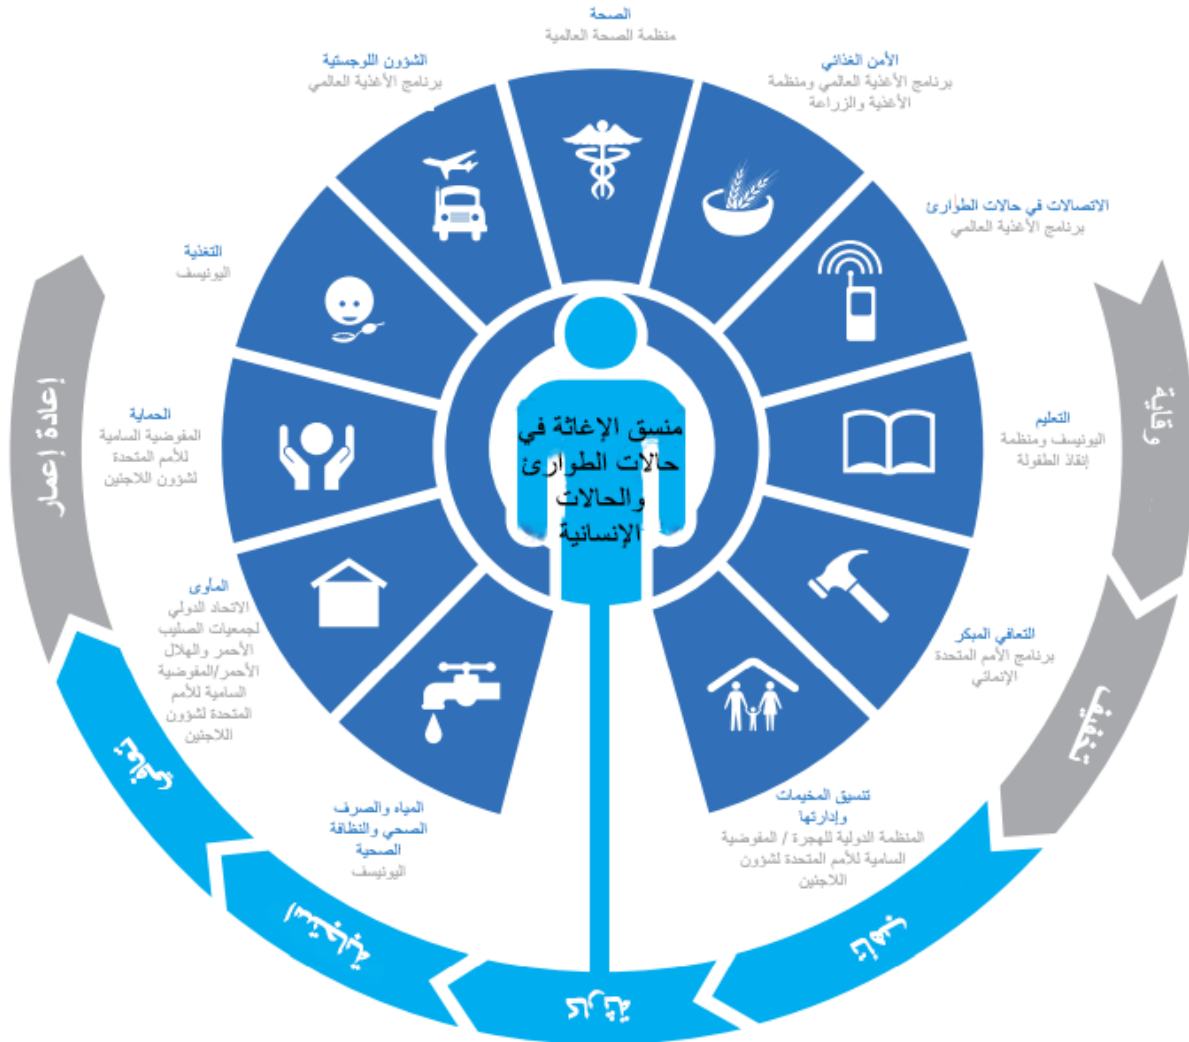 الصحة
منظمة الصحة العالمية
الأمن الغذائي
برنامج الأغذية العالمي ومنظمة
الأغذية والزراعة
الاتصالات في حالات الطوارئ
برنامج الأغذية العالمي
التعليم
اليونيسف ومنظمة
إنقاذ الطفولة
التعافي المبكر
برنامج الأمم المتحدة
الإنمائي
تنسيق المخيمات
وإدارتها
المنظمة الدولية للهجرة / المفوضية
السامية للأمم المتحدة لشؤون
اللاجئين
المياه والصرف
الصحي والنظافة
الصحية
اليونيسف
المأوى
الاتحاد الدولي
لجمعيات الصليب
الأحمر والهلال
الأحمر/المفوضية
السامية للأمم
المتحدة لشؤون
اللاجئين
الحماية
المفوضية السامية
للأمم المتحدة
لشؤون اللاجئين
التغذية
اليونيسف
الشؤون اللوجستية
برنامج الأغذية العالمي
منسق الإغاثة في
حالات الطوارئ
والحالات
الإنسانية
وقاية
تخفيف
تأهب
كارثة
استجابة
تعافي
إعادة إعمار